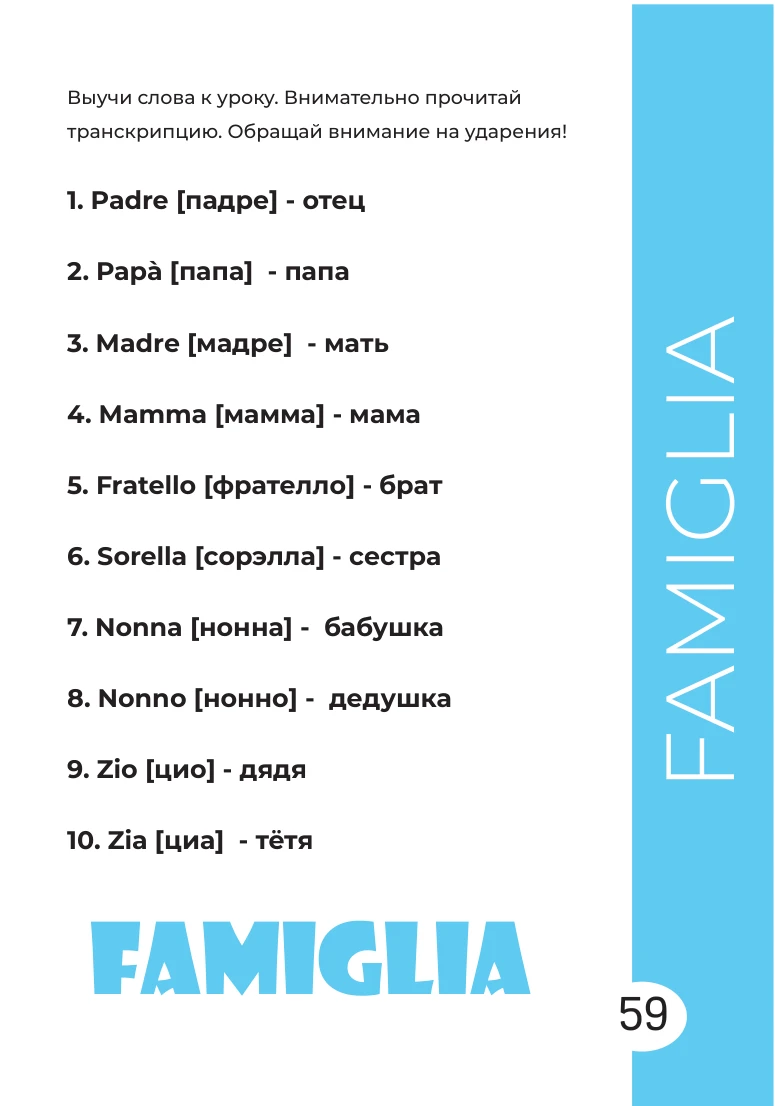 Выучи слова к уроку. Внимательно прочитай
транскрипцию. Обращай внимание на ударения!
1. Padre [падре] - отец
2. Papà [папа]  - папа
3. Madre [мадре]  - мать
4. Mamma [мамма] - мама
5. Fratello [фрателло] - брат
6. Sorella [сорэлла] - сестра
7. Nonna [нонна] -  бабушка
8. Nonno [нонно] -  дедушка
9. Zio [цио] - дядя
10. Zia [циа]  - тётя
FAMIGLIA
FAMIGLIA
59